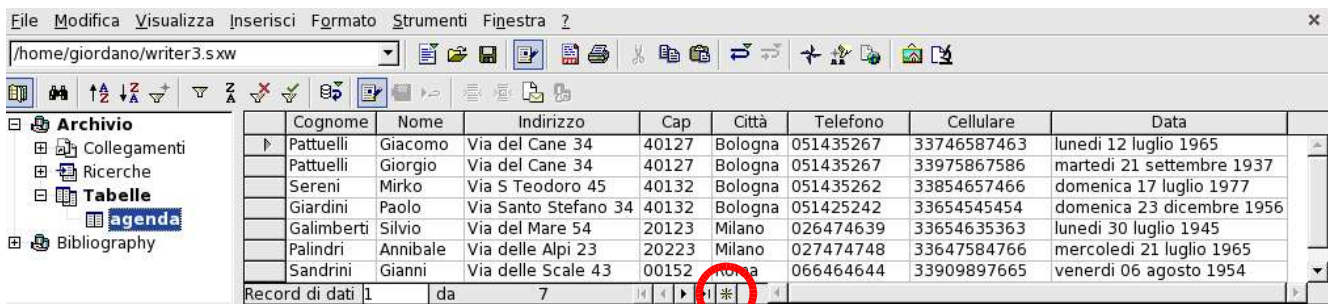 File Modifica Visualizza Inserisci Formato Strumenti Finestra ?
/home/giordano/writer3.sxw
Archivio
Collegamenti
Ricerche
Tabelle
agenda
Bibliography
Cognome Nome Indirizzo Cap Città Telefono Cellulare Data
Pattuelli Giacomo Via del Cane 34 40127 Bologna 051435267 33746587463 lunedi 12 luglio 1965
Pattuelli Giorgio Via del Cane 34 40127 Bologna 051435267 33975867586 martedi 21 settembre 1937
Sereni Mirko Via S Teodoro 45 40132 Bologna 051435262 33854657466 domenica 17 luglio 1977
Giardini Paolo Via Santo Stefano 34 40132 Bologna 051425242 33654545454 domenica 23 dicembre 1956
Galimberti Silvio Via del Mare 54 20123 Milano 026474639 33654635363 lunedi 30 luglio 1945
Palindri Annibale Via delle Alpi 23 20223 Milano 027474748 33647584766 mercoledi 21 luglio 1965
Sandrini Gianni Via delle Scale 43 00152 Roma 066464644 33909897665 venerdi 06 agosto 1954
Record di dati 1 da 7